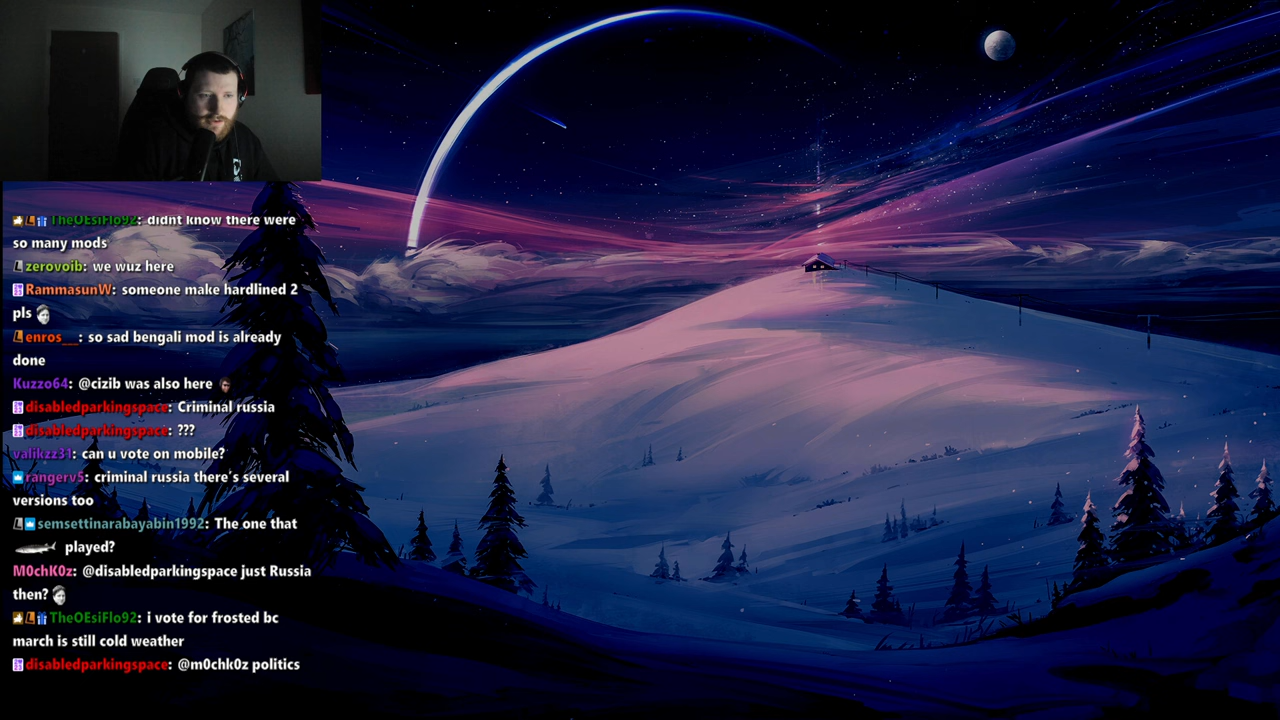 TheOEsiFlo92: didnt know there were
so many mods
zerovoib: we wuz here
RammasunW: someone make hardlined 2
pls
enros__: so sad bengali mod is already
done
Kuzzo64: @cizib was also here
disabledparkingspace: Criminal russia
disabledparkingspace: ???
valikzz31: can u vote on mobile?
rangerv5: criminal russia there's several
versions too
semsettinarabayabin1992: The one that
played?
M0chK0z: @disabledparkingspace just Russia
then?
TheOEsiFlo92: i vote for frosted bc
march is still cold weather
disabledparkingspace: @m0chk0z politics